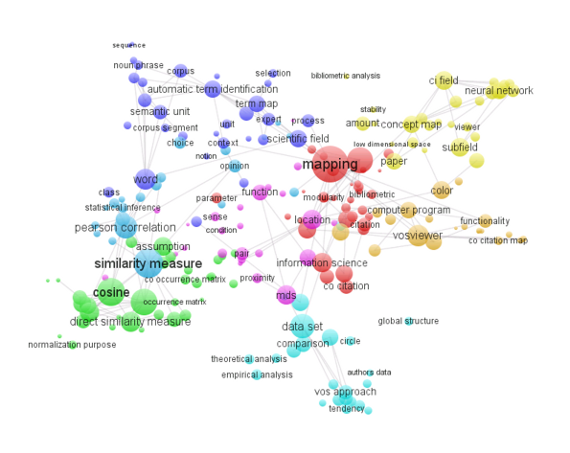 sequence
noun phrase
corpus
selection
bibliometric analysis
ci field
automatic term identification
neural network
term map
semantic unit
stability
expert
process
amount
concept map
viewer
unit
corpus segment
scientific field
choice
context
low dimensional space
subfield
notion
opinion
mapping
paper
word
class
function
color
parameter
modularity
bibliometric
statistical inference
computer program
sense
location
citation
functionality
pearson correlation
condition
vosviewer
co citation map
assumption
pair
similarity measure
information science
co occurrence matrix
proximity
co citation
cosine
mds
occurrence matrix
direct similarity measure
data set
global structure
normalization purpose
comparison
circle
theoretical analysis
authors data
empirical analysis
vos approach
tendency